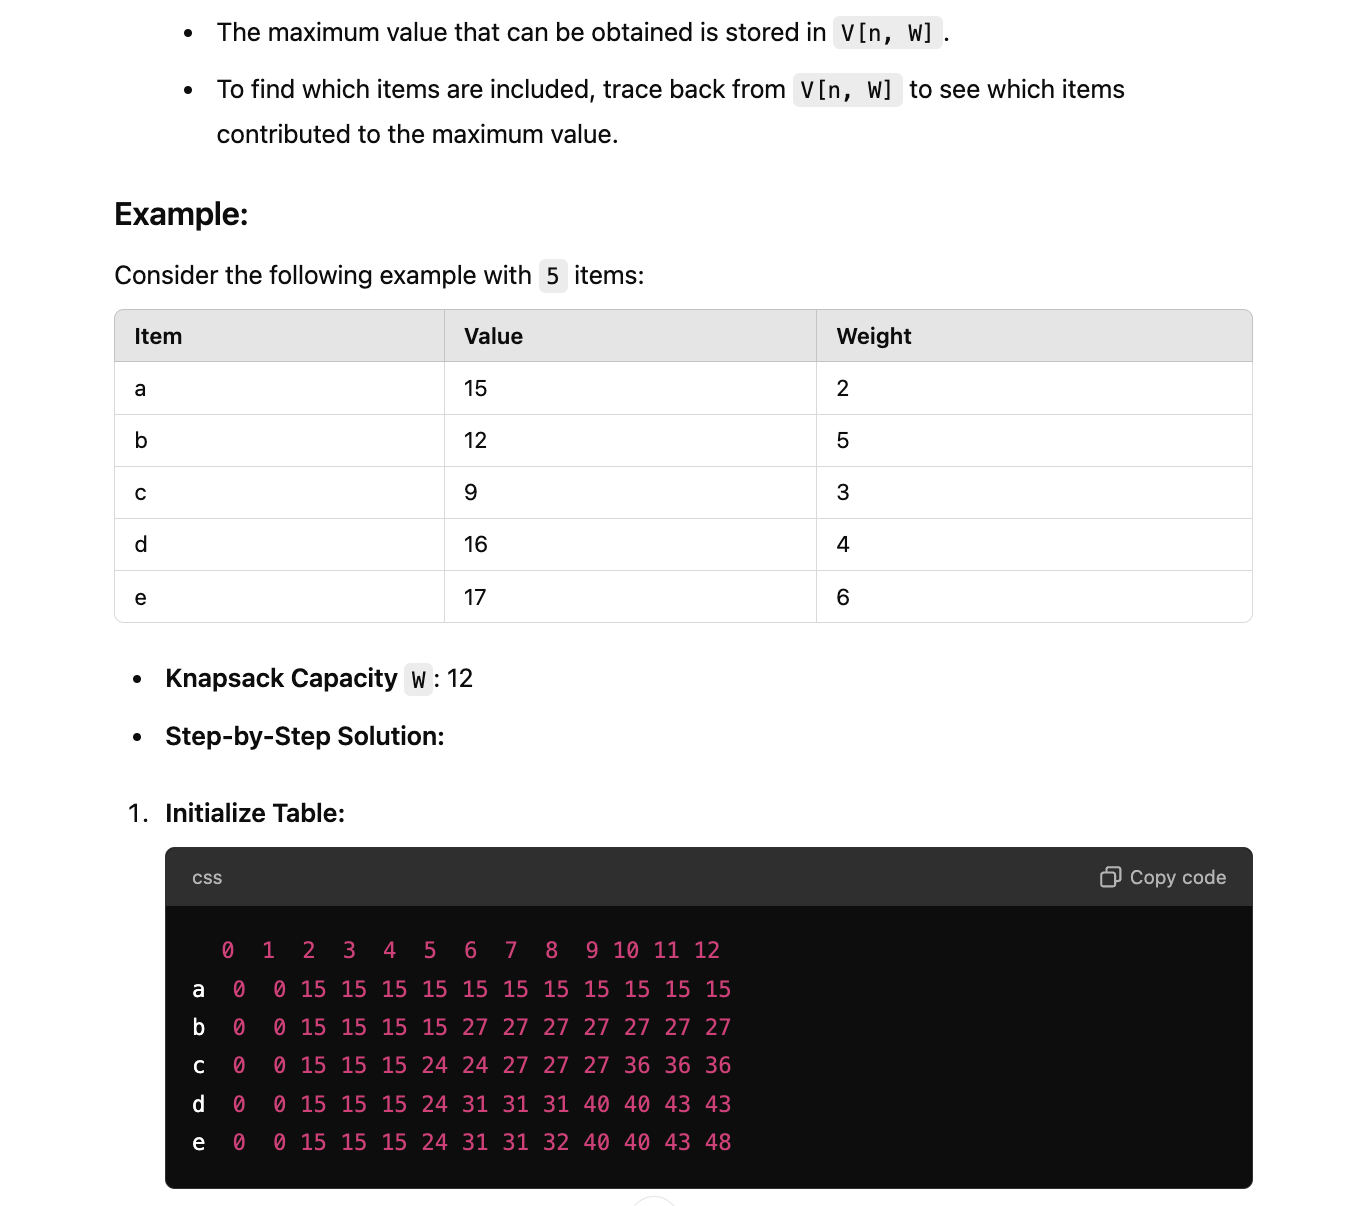 The maximum value that can be obtained is stored in V[n, W].
To find which items are included, trace back from V[n, W] to see which items
contributed to the maximum value.
Example:
Consider the following example with 5 items:
Item Value Weight
a 15 2
b 12 5
c 9 3
d 16 4
e 17 6
Knapsack Capacity W: 12
Step-by-Step Solution:
1. Initialize Table:
css Copy code
0 1 2 3 4 5 6 7 8 9 10 11 12
a 0 0 15 15 15 15 15 15 15 15 15 15 15
b 0 0 15 15 15 15 27 27 27 27 27 27 27
c 0 0 15 15 15 24 24 27 27 27 36 36 36
d 0 0 15 15 15 24 31 31 31 40 40 43 43
e 0 0 15 15 15 24 31 31 32 40 40 43 48